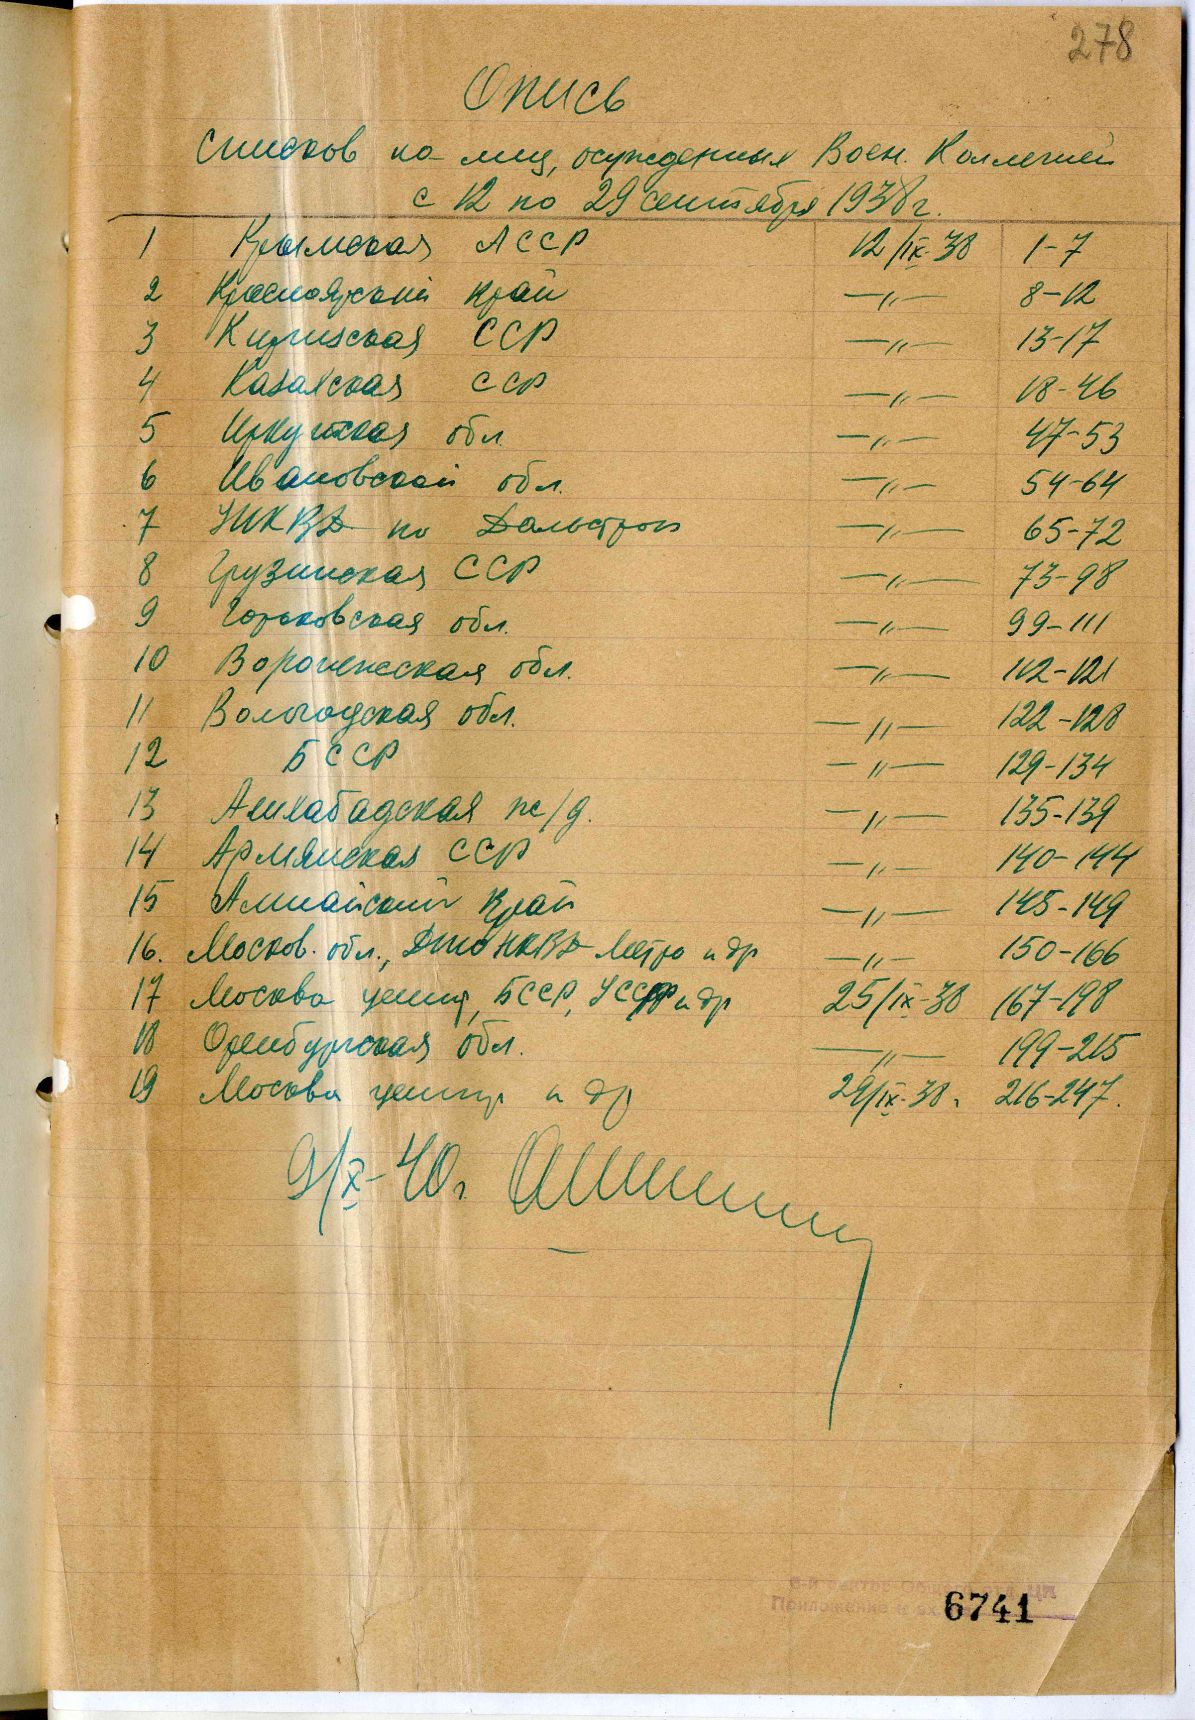 278
Опись
Списков на лиц, осужденных Воен. Коллегией
с 12 по 29 сентября 1938 г.
1 Крымская АССР 12/IX-38 1-7
2 Красноярский край —"— 8-12
3 Киргизская ССР —"— 13-17
4 Казахская ССР —"— 18-46
5 Иркутская обл. —"— 47-53
6 Ивановской обл. —"— 54-64
7 УНКВД по Дальстрою —"— 65-72
8 Грузинская ССР —"— 73-98
9 Горьковская обл. —"— 99-111
10 Воронежская обл. —"— 112-121
11 Вологодская обл. —"— 122-128
12 БССР —"— 129-134
13 Ашхабадская ж/д. —"— 135-139
14 Армянская ССР —"— 140-144
15 Алтайский край —"— 145-149
16. Москов. обл., ДТО НКВД Метро и др —"— 150-166
17 Москва центр, БССР, УССР и др 25/IX-38 167-198
18 Оренбургская обл. —"— 199-215
19 Москва центр и др 29/IX-38. 216-247.
9/X-40 г.
Приложение к вх.
6741